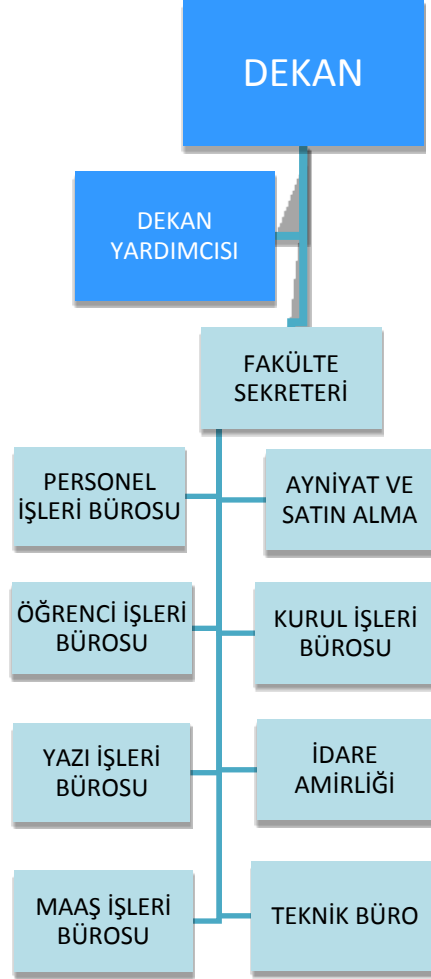 DEKAN
DEKAN
YARDIMCISI
FAKÜLTE
SEKRETERİ
PERSONEL
İŞLERİ BÜROSU
AYNİYAT VE
SATIN ALMA
ÖĞRENCİ İŞLERİ
BÜROSU
KURUL İŞLERİ
BÜROSU
YAZI İŞLERİ
BÜROSU
İDARE
AMİRLİĞİ
MAAŞ İŞLERİ
BÜROSU
TEKNİK BÜRO